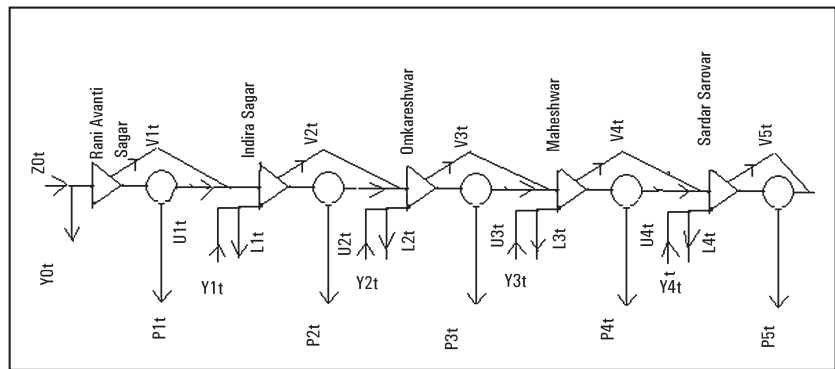 Z0t
Y0t
Rani Avanti
Sagar
V1t
U1t
P1t
Y1t
L1t
Indira Sagar
V2t
P2t
U2t
Y2t
L2t
Omkareshwar
V3t
P3t
U3t
Y3t
L3t
Maheshwar
V4t
P4t
U4t
Y4t
L4t
Sardar Sarovar
V5t
P5t